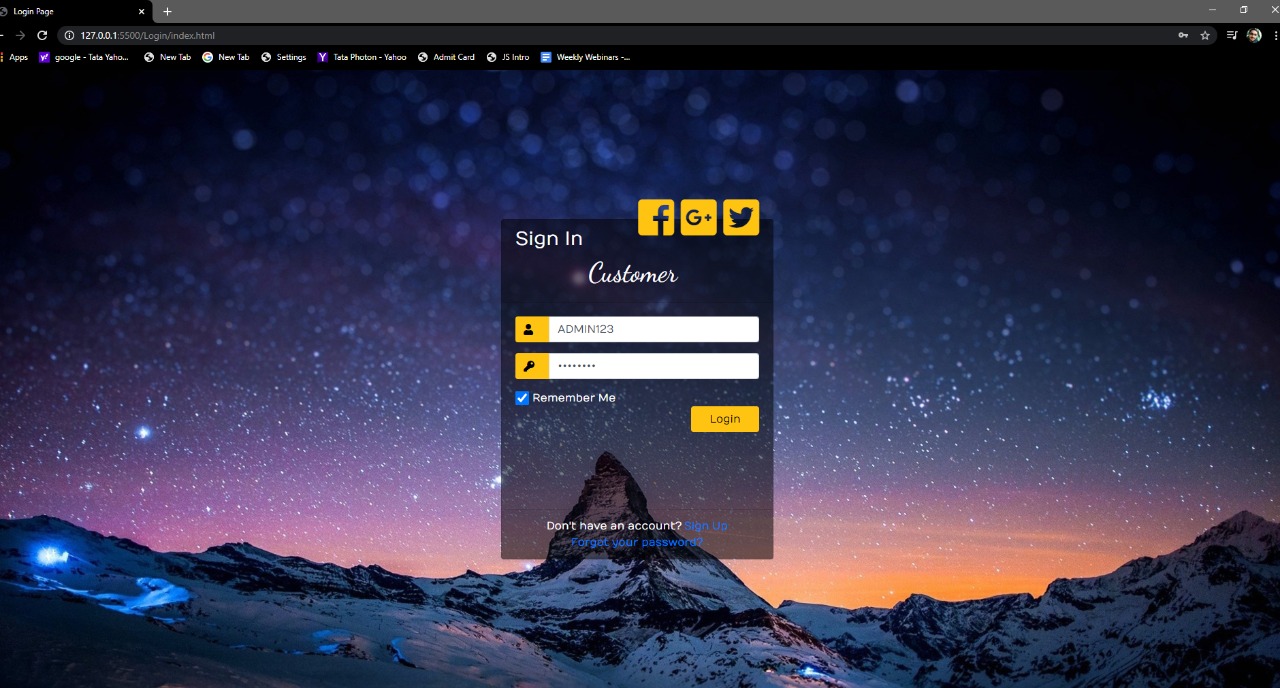 Login Page
127.0.0.1:5500/Login/index.html
Apps google - Tata Yaho... New Tab New Tab Settings Tata Photon - Yahoo Admit Card JS Intro Weekly Webinars -...
Sign In
Customer
ADMIN123
••••••••
Remember Me
Login
Don't have an account? Sign Up
Forgot your password?